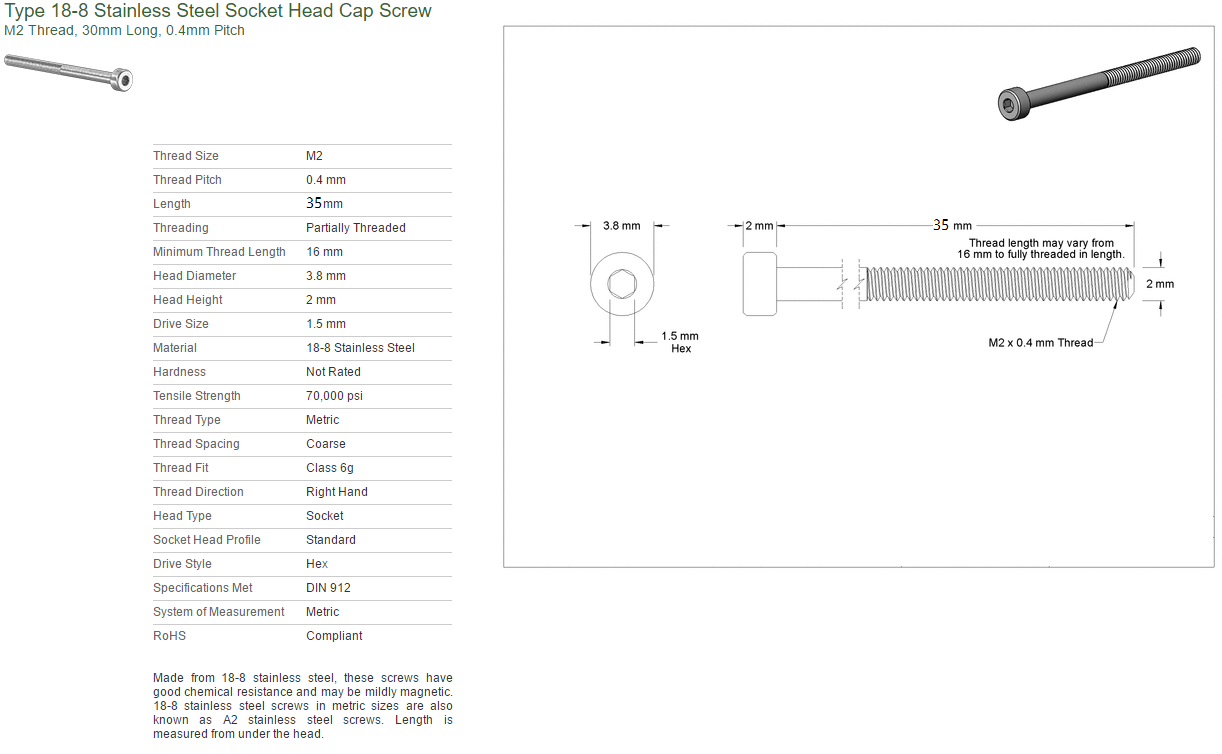 Type 18-8 Stainless Steel Socket Head Cap Screw
M2 Thread, 30mm Long, 0.4mm Pitch
Thread Size M2
Thread Pitch 0.4 mm
Length 35mm
Threading Partially Threaded
Minimum Thread Length 16 mm
Head Diameter 3.8 mm
Head Height 2 mm
Drive Size 1.5 mm
Material 18-8 Stainless Steel
Hardness Not Rated
Tensile Strength 70,000 psi
Thread Type Metric
Thread Spacing Coarse
Thread Fit Class 6g
Thread Direction Right Hand
Head Type Socket
Socket Head Profile Standard
Drive Style Hex
Specifications Met DIN 912
System of Measurement Metric
RoHS Compliant
Made from 18-8 stainless steel, these screws have
good chemical resistance and may be mildly magnetic.
18-8 stainless steel screws in metric sizes are also
known as A2 stainless steel screws. Length is
measured from under the head.
3.8 mm
2 mm
35 mm
Thread length may vary from
16 mm to fully threaded in length.
2 mm
1.5 mm
Hex
M2 x 0.4 mm Thread